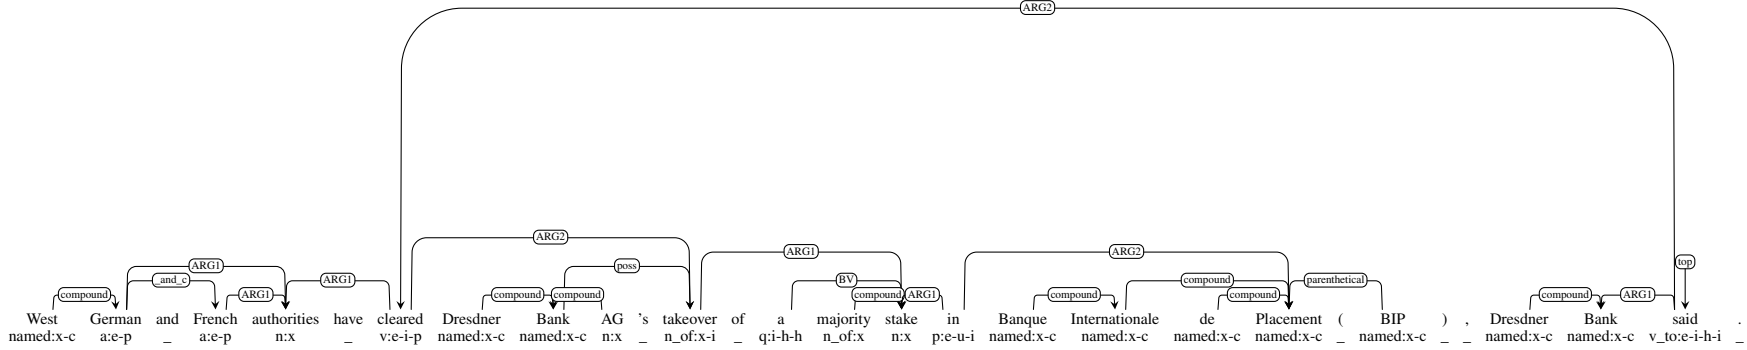 ARG2
ARG2
ARG1 ARG2
ARG1 poss top
_and_c ARG1 BV compound parenthetical
compound ARG1 compound compound compound ARG1 compound compound compound ARG1
West German and French authorities have cleared Dresdner Bank AG 's takeover of a majority stake in Banque Internationale de Placement ( BIP ) , Dresdner Bank said .
named:x-c a:e-p _ a:e-p n:x _ v:e-i-p named:x-c named:x-c n:x _ n_of:x-i _ q:i-h-h n_of:x n:x p:e-u-i named:x-c named:x-c named:x-c named:x-c _ named:x-c _ _ named:x-c named:x-c v_to:e-i-h-i _